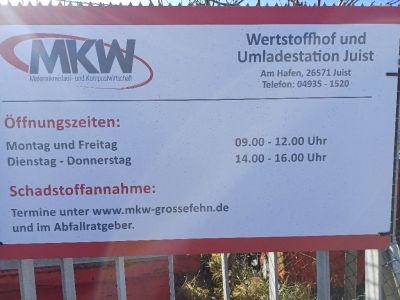 MKW
Materialkreislauf- und Kompostwirtschaft
Wertstoffhof und
Umladestation Juist
Am Hafen, 26571 Juist
Telefon: 04935 - 1520
Öffnungszeiten:
Montag und Freitag 09.00 - 12.00 Uhr
Dienstag - Donnerstag 14.00 - 16.00 Uhr
Schadstoffannahme:
Termine unter www.mkw-grossefehn.de
und im Abfallratgeber.